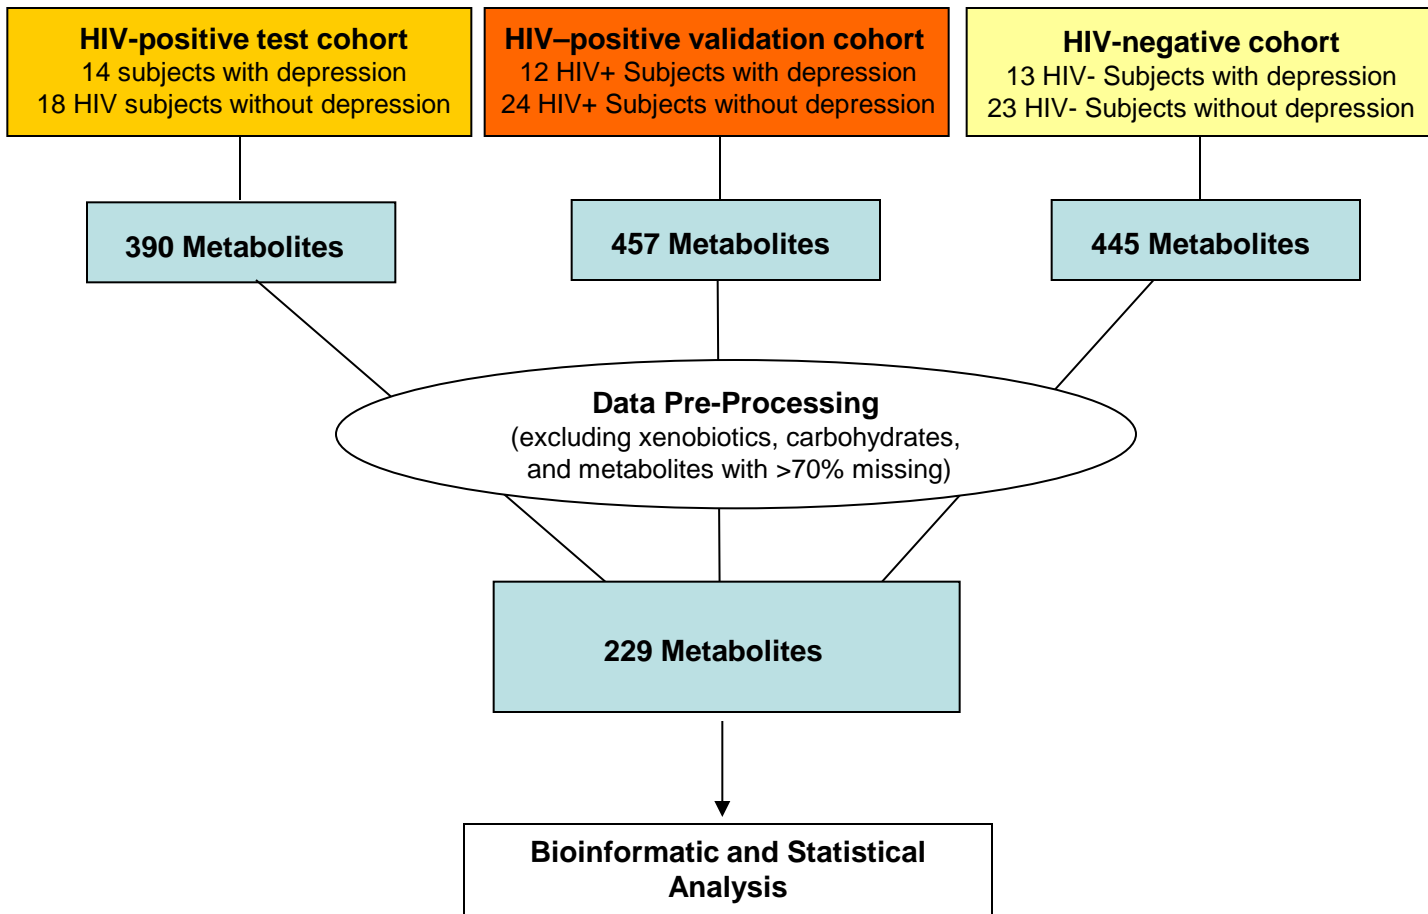 HIV-positive test cohort
14 subjects with depression
18 HIV subjects without depression
HIV–positive validation cohort
12 HIV+ Subjects with depression
24 HIV+ Subjects without depression
HIV-negative cohort
13 HIV- Subjects with depression
23 HIV- Subjects without depression
390 Metabolites
457 Metabolites
445 Metabolites
Data Pre-Processing
(excluding xenobiotics, carbohydrates,
and metabolites with >70% missing)
229 Metabolites
Bioinformatic and Statistical
Analysis